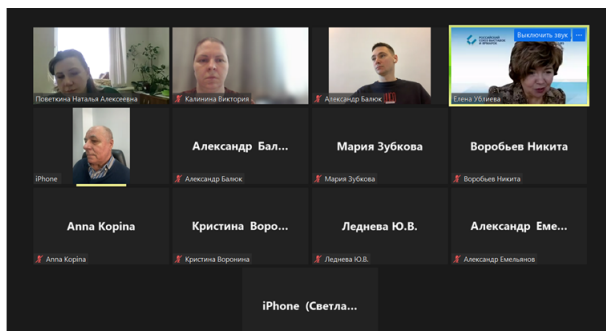 Выключить звук
Поветкина Наталья Алексеевна
Калинина Виктория
Александр Балюк
Елена Ублиева
iPhone
Александр Бал...
Александр Балюк
Мария Зубкова
Мария Зубкова
Воробьев Никита
Воробьев Никита
Anna Kopina
Anna Kopina
Кристина Воро...
Кристина Воронина
Леднева Ю.В.
Леднева Ю.В.
Александр Еме...
Александр Емельянов
iPhone (Светла...